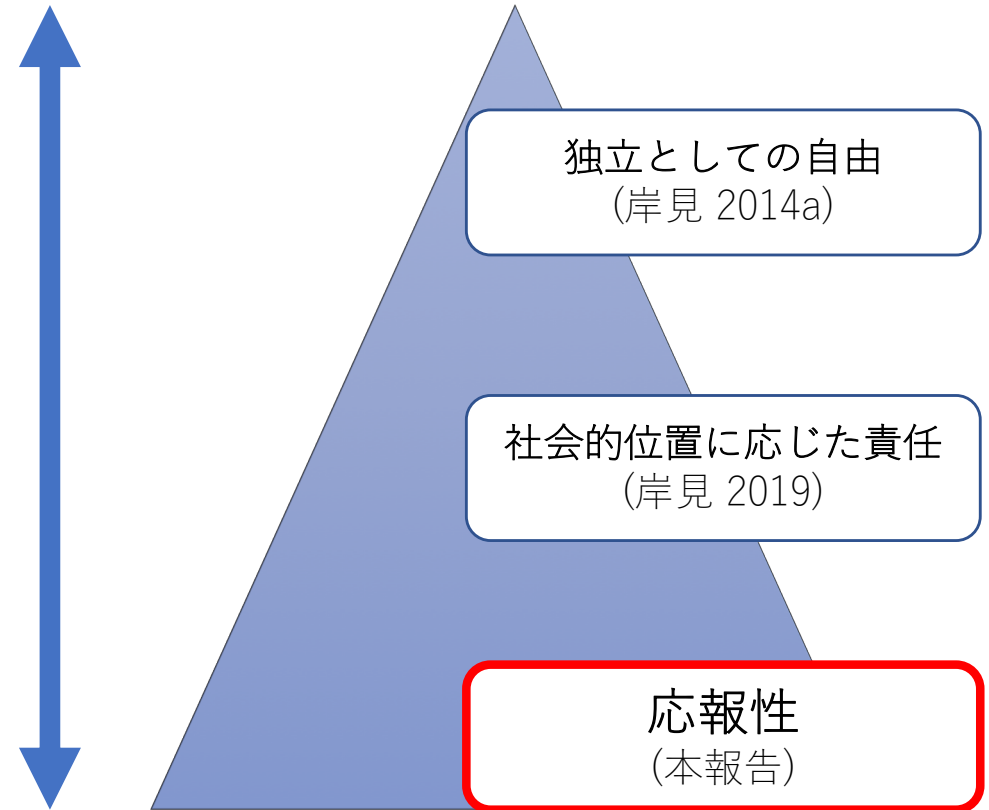 独立としての自由
(岸見 2014a)
社会的位置に応じた責任
(岸見 2019)
応報性
(本報告)